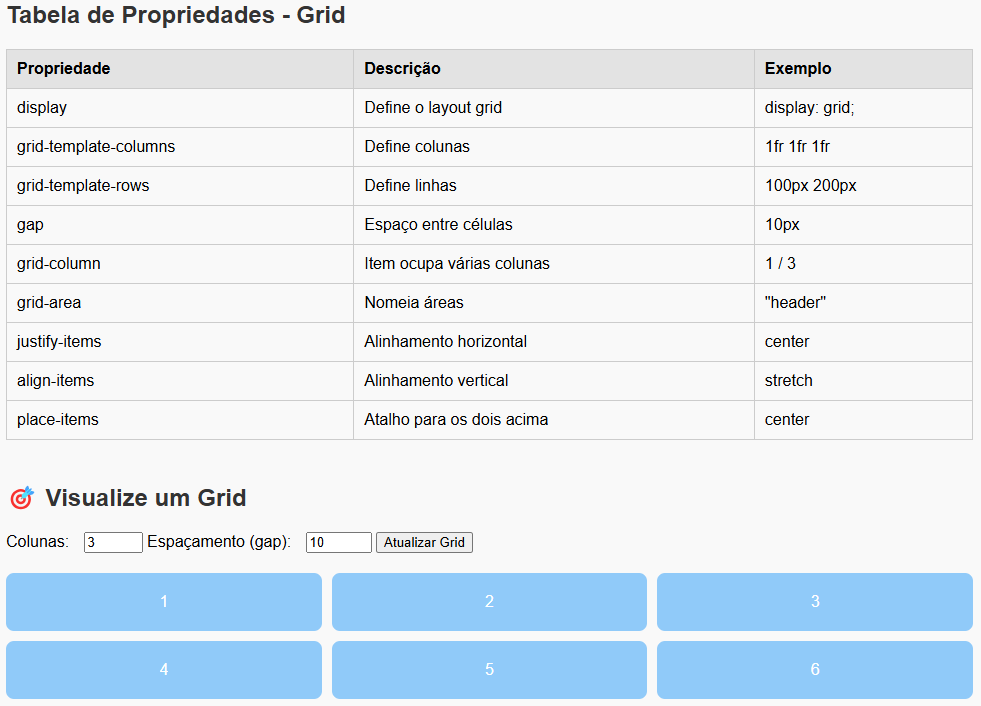 Tabela de Propriedades - Grid
Propriedade Descrição Exemplo
display Define o layout grid display: grid;
grid-template-columns Define colunas 1fr 1fr 1fr
grid-template-rows Define linhas 100px 200px
gap Espaço entre células 10px
grid-column Item ocupa várias colunas 1 / 3
grid-area Nomeia áreas "header"
justify-items Alinhamento horizontal center
align-items Alinhamento vertical stretch
place-items Atalho para os dois acima center
🎯 Visualize um Grid
Colunas: 3 Espaçamento (gap): 10 Atualizar Grid
1 2 3
4 5 6